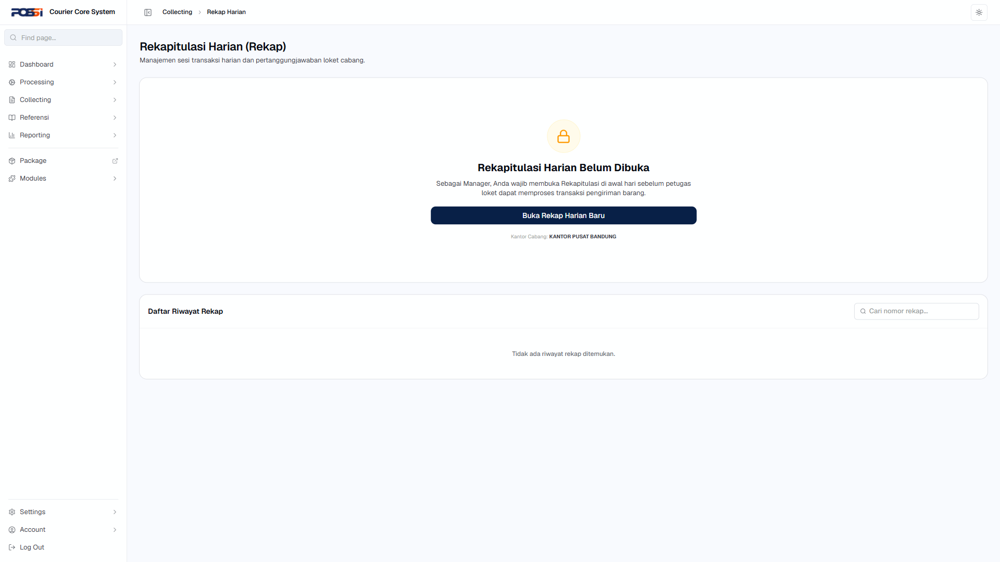 POSSi Courier Core System
Collecting > Rekap Harian
Find page...
Dashboard
Processing
Collecting
Referensi
Reporting
Package
Modules
Settings
Account
Log Out
Rekapitulasi Harian (Rekap)
Manajemen sesi transaksi harian dan pertanggungjawaban loket cabang.
Rekapitulasi Harian Belum Dibuka
Sebagai Manager, Anda wajib membuka Rekapitulasi di awal hari sebelum petugas
loket dapat memproses transaksi pengiriman barang.
Buka Rekap Harian Baru
Kantor Cabang: KANTOR PUSAT BANDUNG
Daftar Riwayat Rekap
Cari nomor rekap...
Tidak ada riwayat rekap ditemukan.